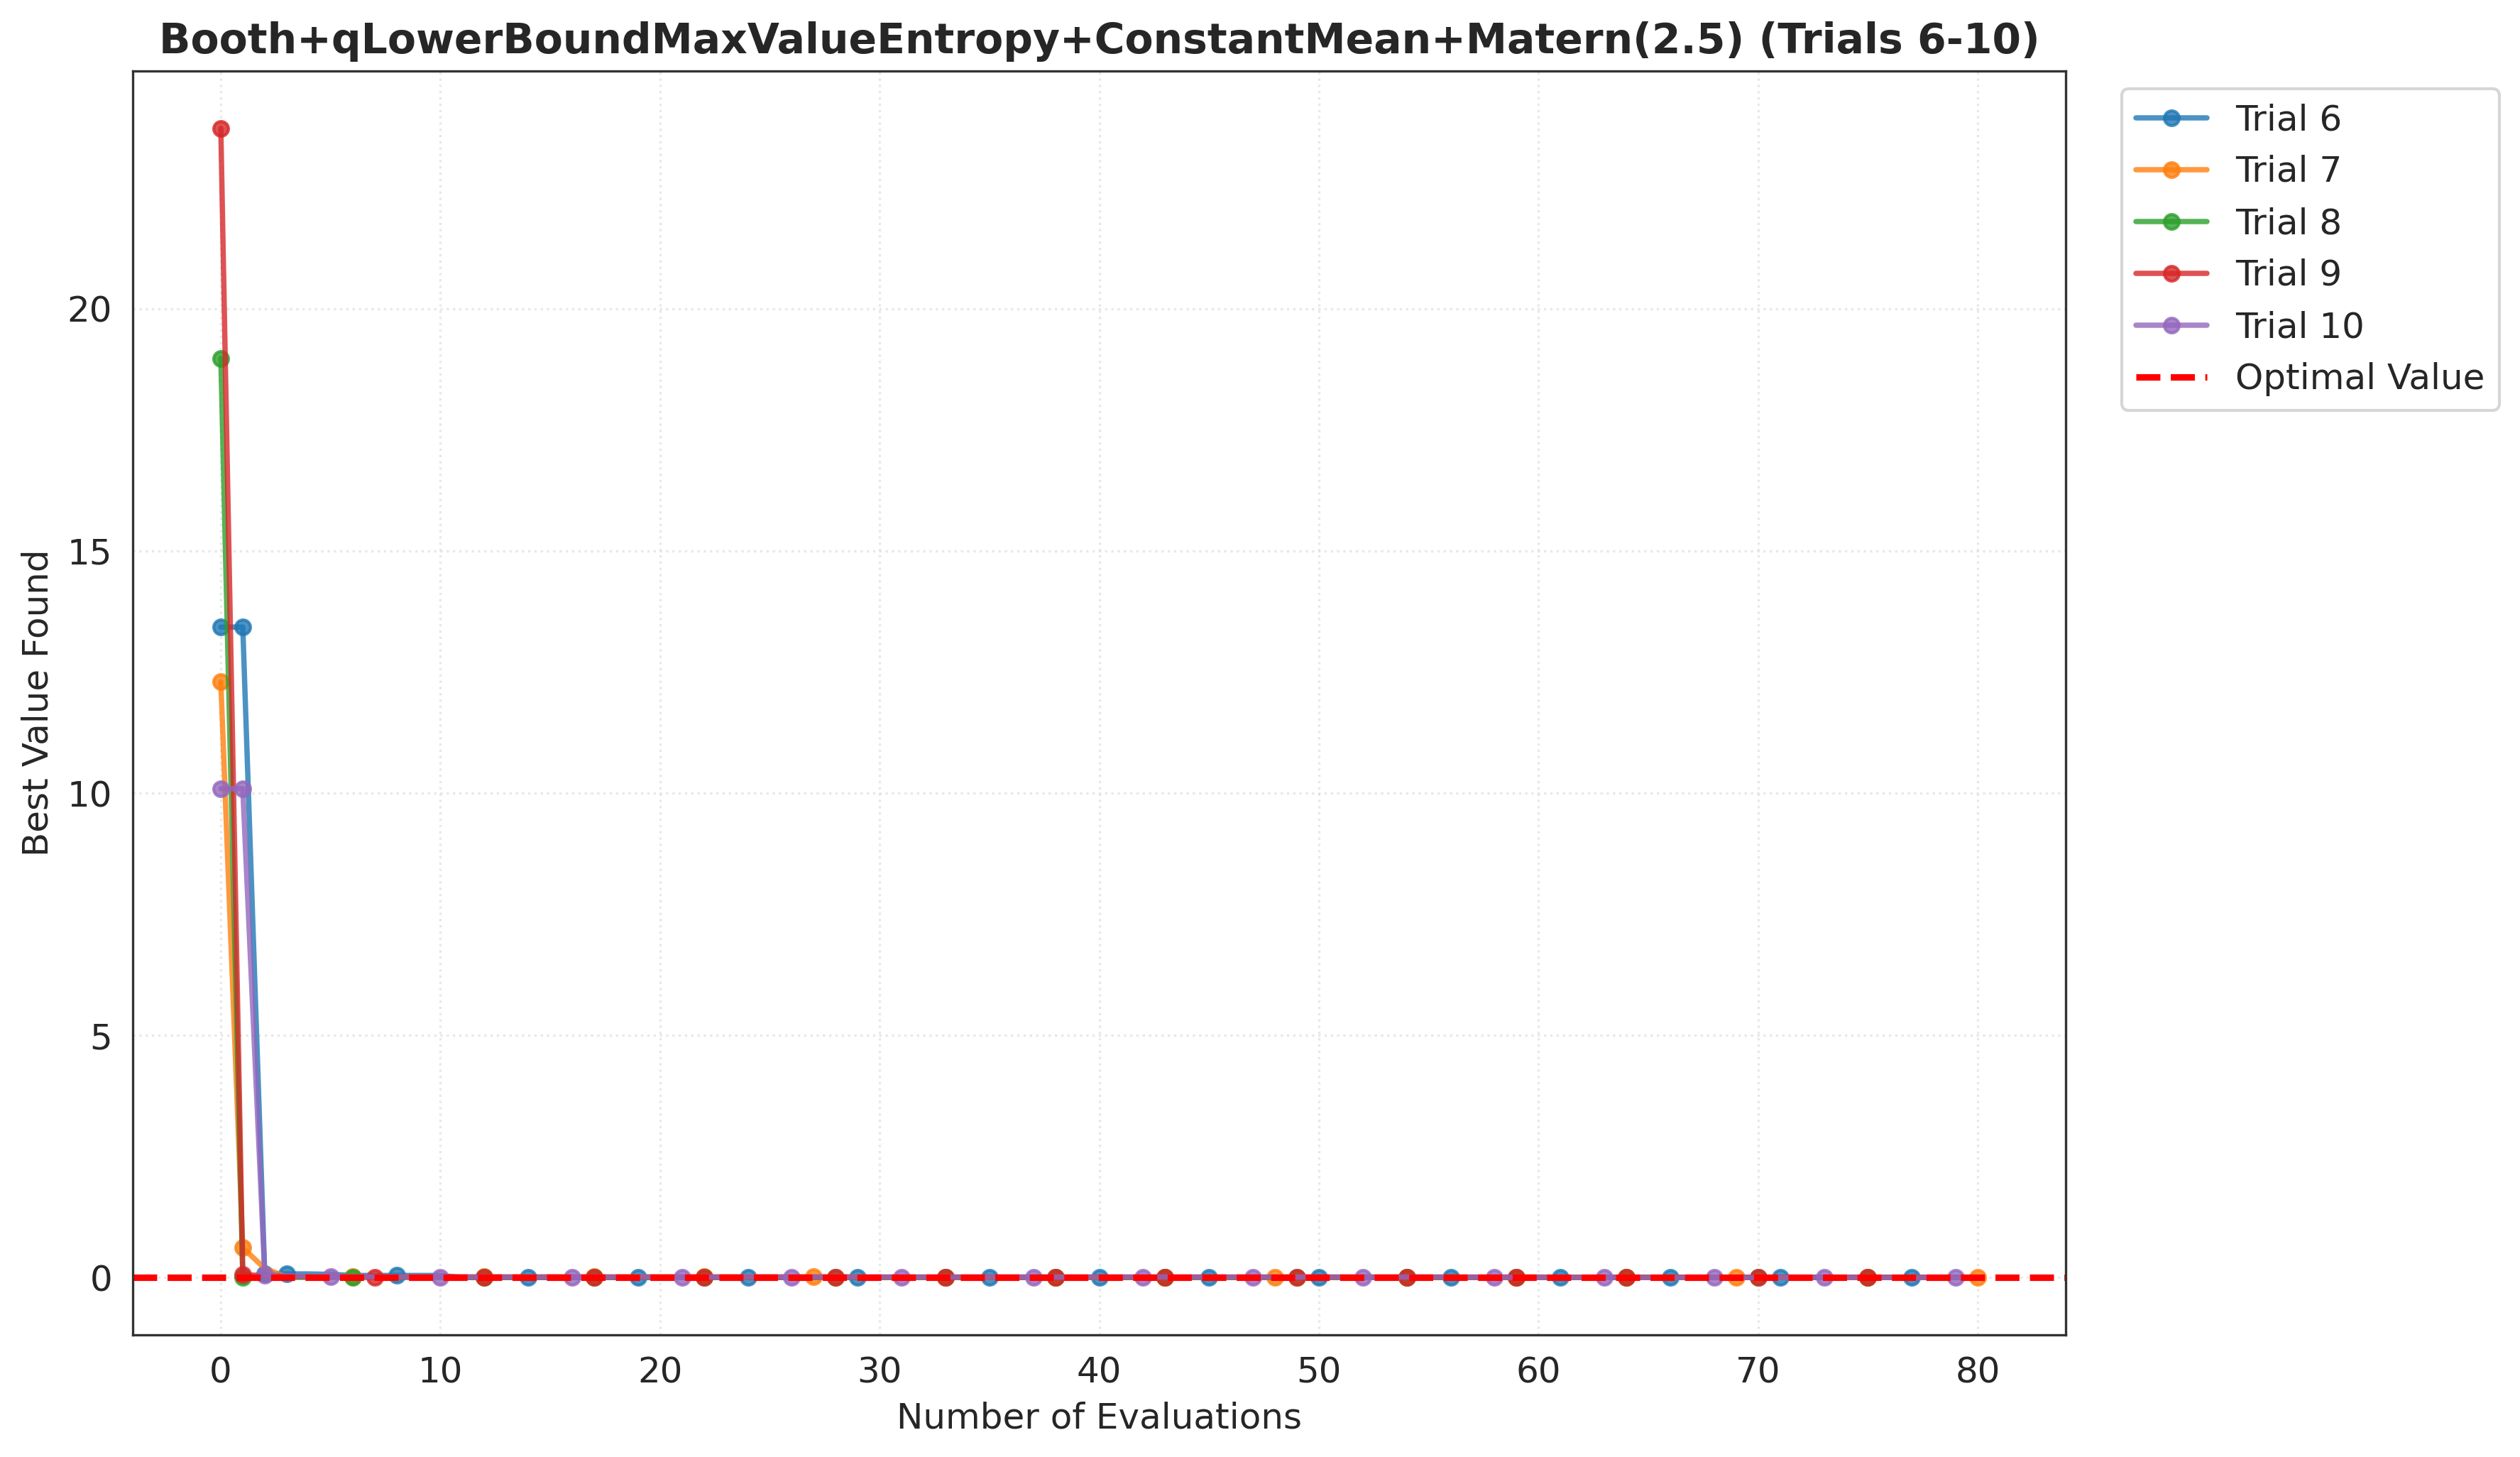 Booth+qLowerBoundMaxValueEntropy+ConstantMean+Matern(2.5) (Trials 6-10)
Trial 6
Trial 7
Trial 8
Trial 9
Trial 10
Optimal Value
Best Value Found
20
15
10
5
0
0 10 20 30 40 50 60 70 80
Number of Evaluations